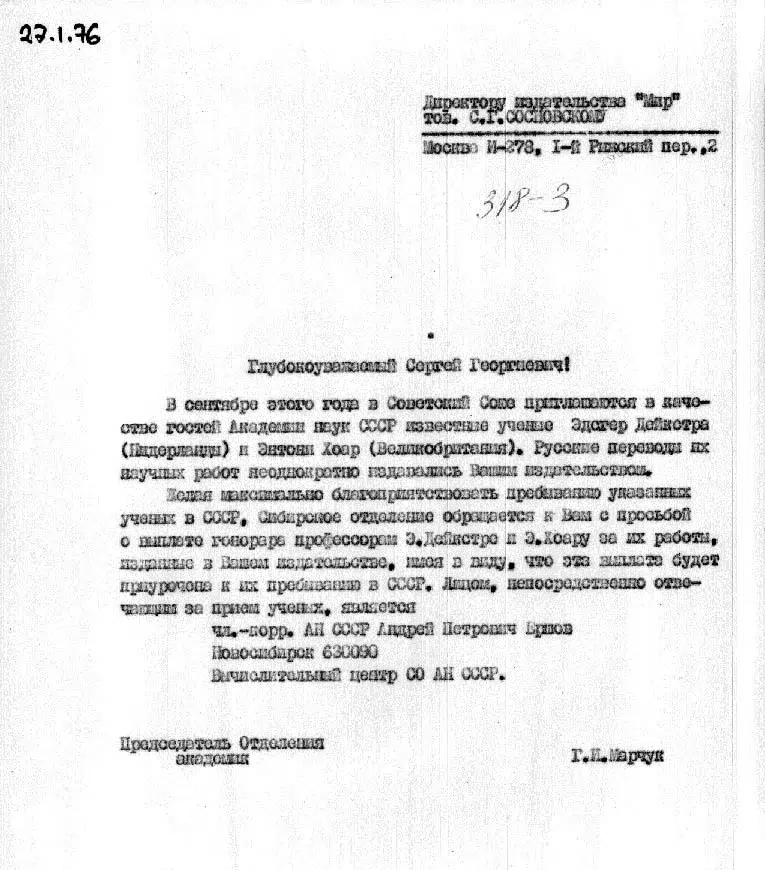 27.1.76
Директору издательства "Мир"
тов. С.Г.СОСНОВСКОМУ
Москва И-278, I-й Рижский пер.,2
318-3
Глубокоуважаемый Сергей Георгиевич!
В сентябре этого года в Советский Союз приглашаются в каче-
стве гостей Академии наук СССР известные ученые Эдсгер Дейкстра
(Нидерланды) и Энтони Хоар (Великобритания). Русские переводы их
научных работ неоднократно издавались Вашим издательством.
Желая максимально благоприятствовать пребыванию указанных
ученых в СССР, Сибирское отделение обращается к Вам с просьбой
о выплате гонорара профессорам Э.Дейкстре и Э.Хоару за их работы,
изданные в Вашем издательстве, имея в виду, что эта выплата будет
приурочена к их пребыванию в СССР. Лицом, непосредственно отве-
чающим за прием ученых, является
чл.-корр. АН СССР Андрей Петрович Ершов
Новосибирск 630090
Вычислительный центр СО АН СССР.
Председатель Отделения
академик
Г.И.Марчук